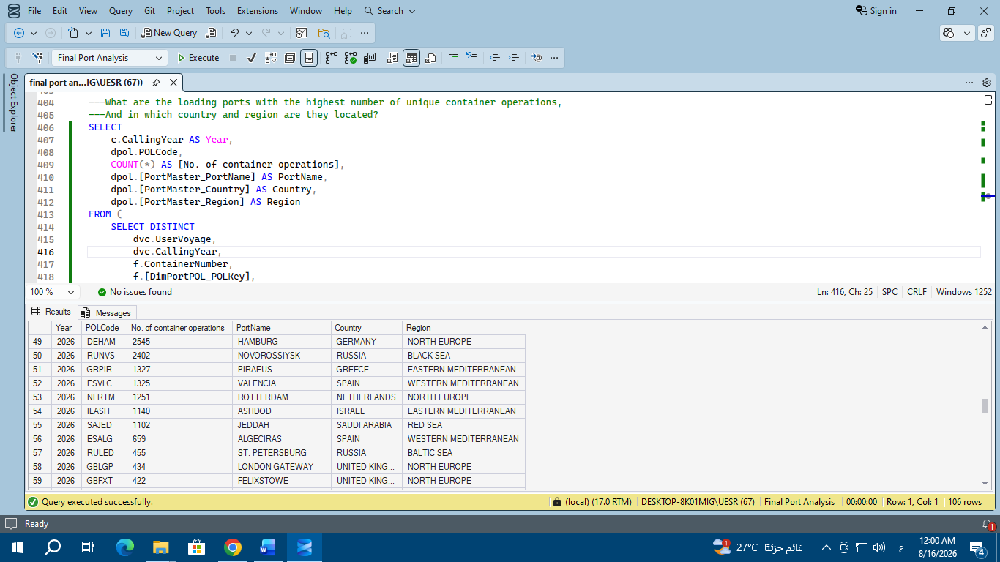 File Edit View Query Git Project Tools Extensions Window Help Search Sign in
New Query
Final Port Analysis Execute
Object Explorer
final port an...IG\UESR (67))
404 ---What are the loading ports with the highest number of unique container operations,
405 ---And in which country and region are they located?
406 SELECT
407 c.CallingYear AS Year,
408 dpol.POLCode,
409 COUNT(*) AS [No. of container operations],
410 dpol.[PortMaster_PortName] AS PortName,
411 dpol.[PortMaster_Country] AS Country,
412 dpol.[PortMaster_Region] AS Region
413 FROM (
414 SELECT DISTINCT
415 dvc.UserVoyage,
416 dvc.CallingYear,
417 f.ContainerNumber,
418 f.[DimPortPOL_POLKey],
100 % No issues found Ln: 416, Ch: 25 SPC CRLF Windows 1252
Results Messages
Year POLCode No. of container operations PortName Country Region
49 2026 DEHAM 2545 HAMBURG GERMANY NORTH EUROPE
50 2026 RUNVS 2402 NOVOROSSIYSK RUSSIA BLACK SEA
51 2026 GRPIR 1327 PIRAEUS GREECE EASTERN MEDITERRANEAN
52 2026 ESVLC 1325 VALENCIA SPAIN WESTERN MEDITERRANEAN
53 2026 NLRTM 1251 ROTTERDAM NETHERLANDS NORTH EUROPE
54 2026 ILASH 1140 ASHDOD ISRAEL EASTERN MEDITERRANEAN
55 2026 SAJED 1102 JEDDAH SAUDI ARABIA RED SEA
56 2026 ESALG 659 ALGECIRAS SPAIN WESTERN MEDITERRANEAN
57 2026 RULED 455 ST. PETERSBURG RUSSIA BALTIC SEA
58 2026 GBLGP 434 LONDON GATEWAY UNITED KING... NORTH EUROPE
59 2026 GBFXT 422 FELIXSTOWE UNITED KING... NORTH EUROPE
Query executed successfully. (local) (17.0 RTM) DESKTOP-8K01MIG\UESR (67) Final Port Analysis 00:00:00 Row: 1, Col: 1 106 rows
Ready 1
1 27°C غائم جزئيًا ع 12:00 AM
8/16/2026 4